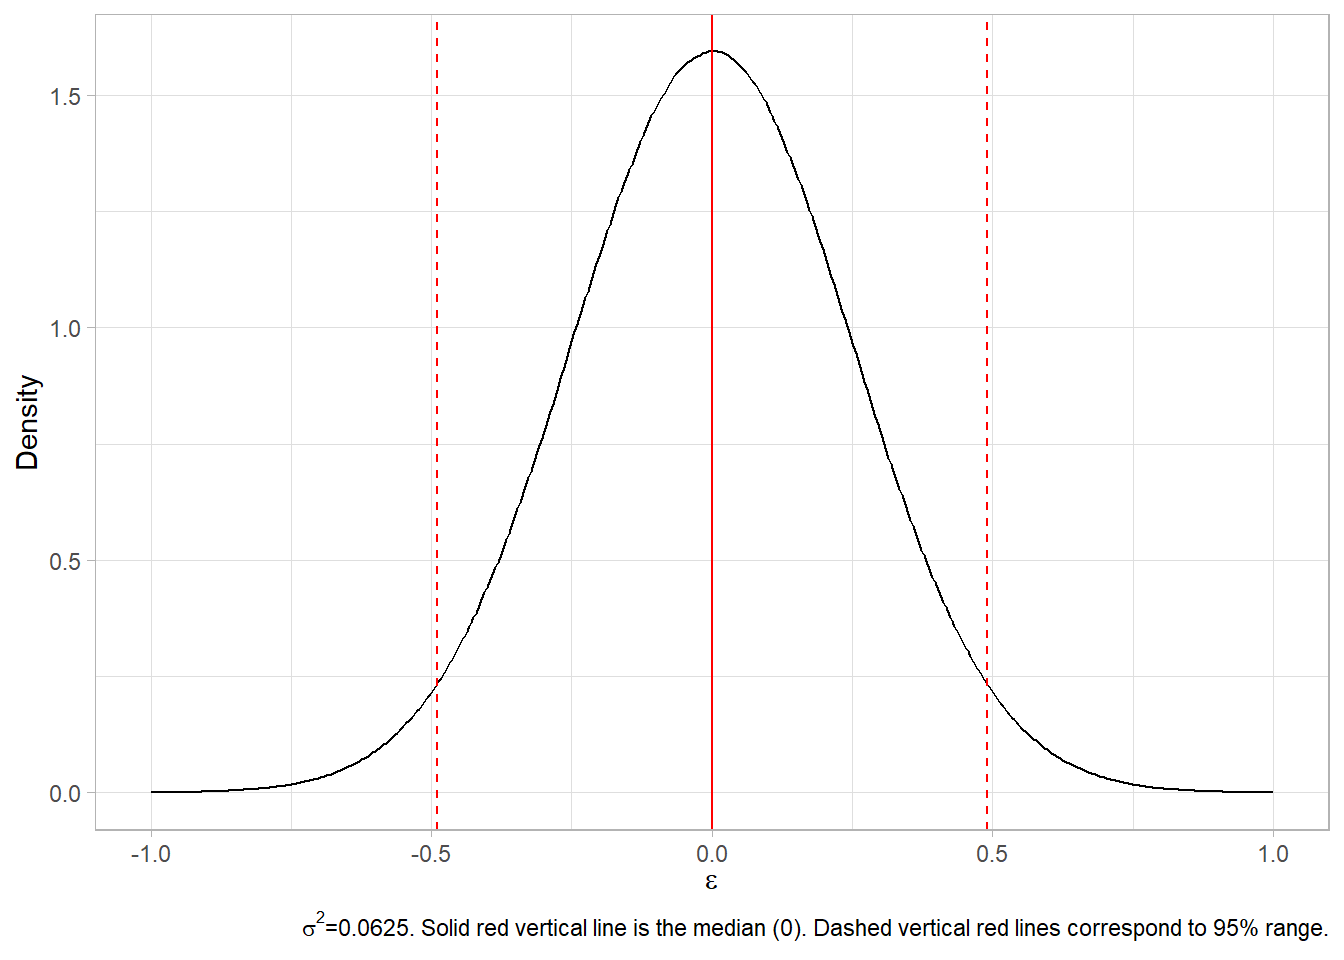 1.5
1.0
0.5
0.0
Density
-1.0 -0.5 0.0 0.5 1.0
ε
σ²=0.0625. Solid red vertical line is the median (0). Dashed vertical red lines correspond to 95% range.